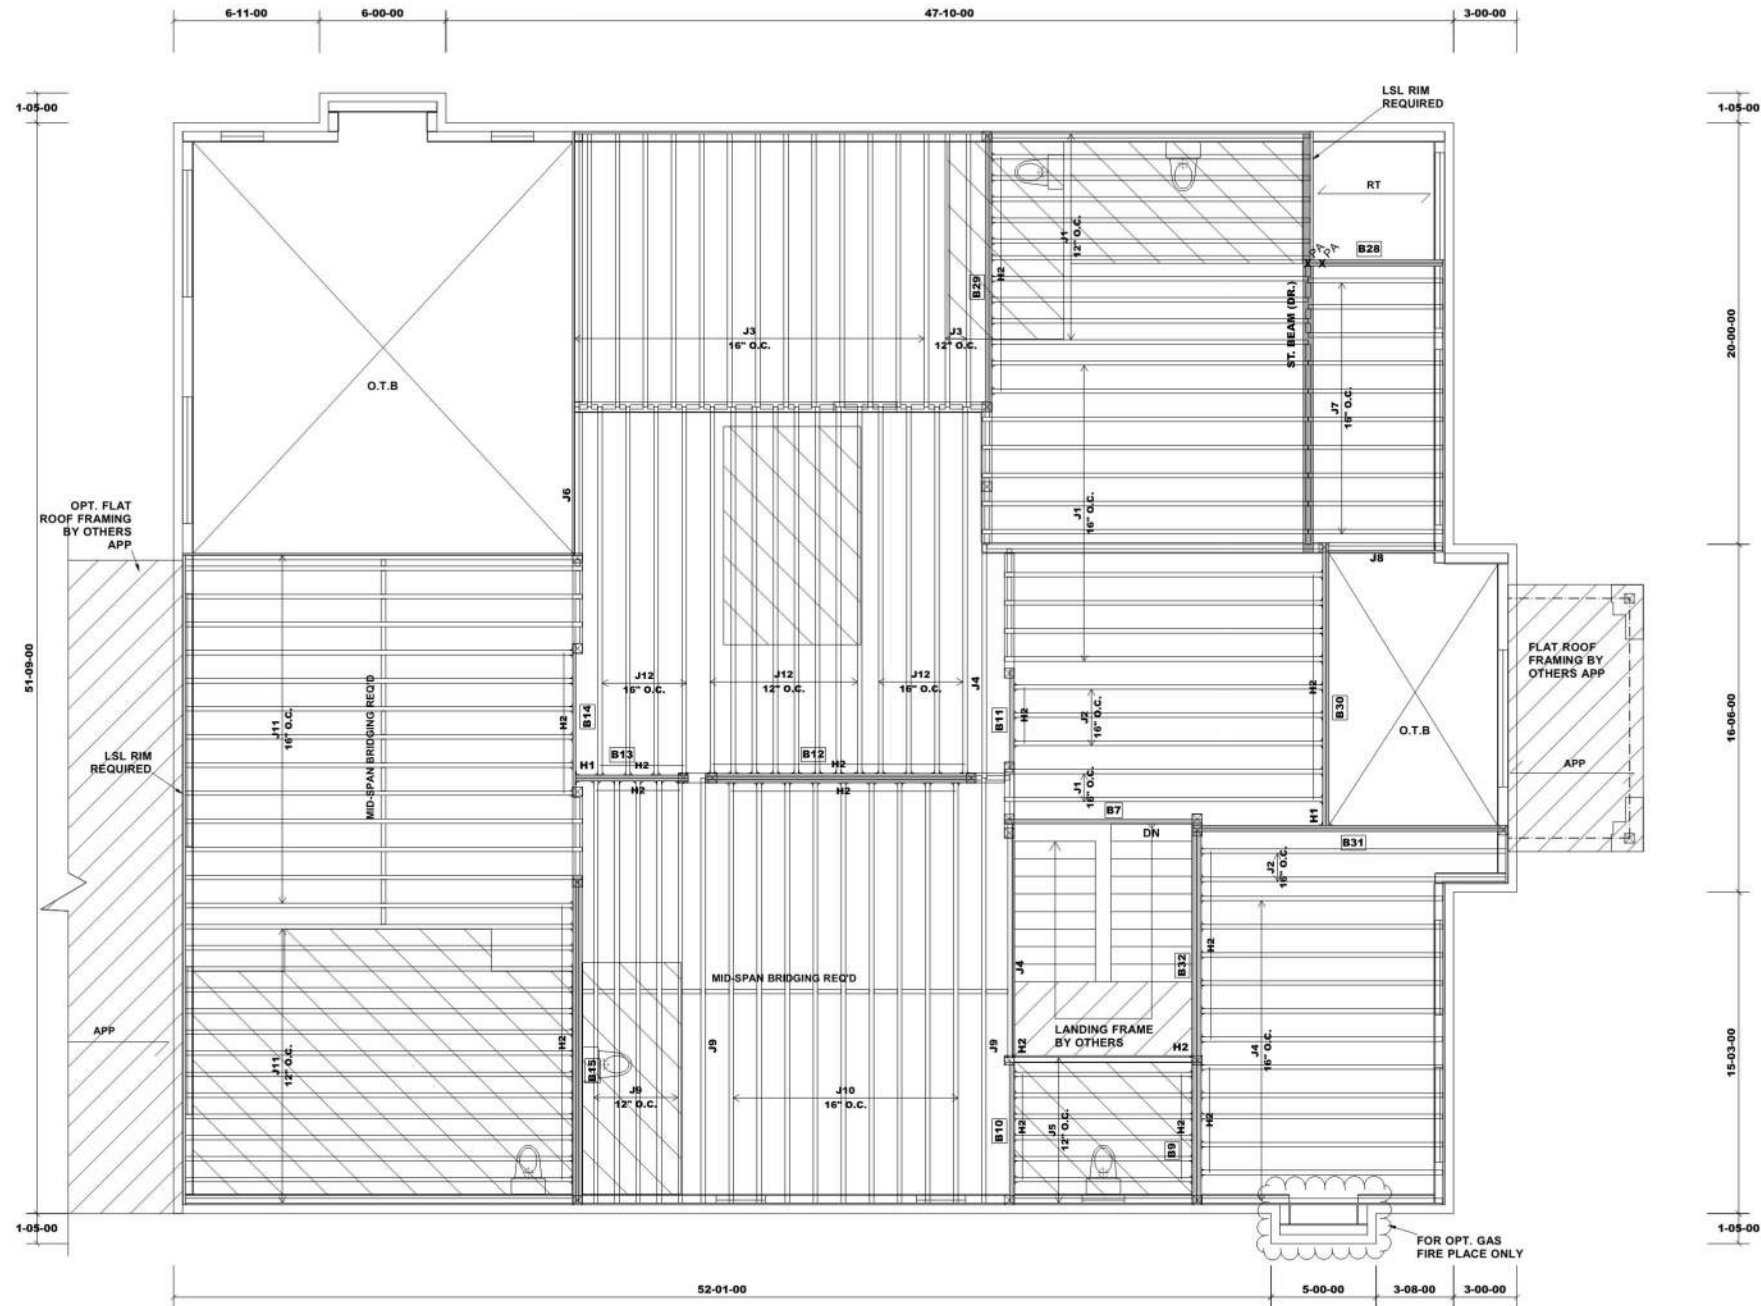 6-11-00
6-00-00
47-10-00
3-00-00
1-05-00
1-05-00
LSL RIM
REQUIRED
RT
PA
PA
B28
J1
12" O.C.
H2
B29
ST. BEAM (DR.)
20-00-00
J3
16" O.C.
J3
12" O.C.
O.T.B
J7
16" O.C.
J6
OPT. FLAT
ROOF FRAMING
BY OTHERS
APP
J1
16" O.C.
J8
51-09-00
FLAT ROOF
FRAMING BY
OTHERS APP
J12
16" O.C.
J12
12" O.C.
J12
16" O.C.
J4
MID-SPAN BRIDGING REQ'D
J11
16" O.C.
H2
B14
B11
H2
J2
16" O.C.
H2
B30
O.T.B
16-06-00
LSL RIM
REQUIRED
B13
B12
H1
H2
H2
APP
H2
H2
J1
16" O.C.
B7
H1
DN
B31
J2
16" O.C.
H2
MID-SPAN BRIDGING REQ'D
J4
B32
APP
LANDING FRAME
BY OTHERS
H2
H2
H2
J11
12" O.C.
J9
J9
J4
16" O.C.
15-03-00
B15
J9
12" O.C.
J10
16" O.C.
B10
H2
J5
12" O.C.
H2
B9
H2
1-05-00
1-05-00
FOR OPT. GAS
FIRE PLACE ONLY
52-01-00
5-00-00
3-08-00
3-00-00